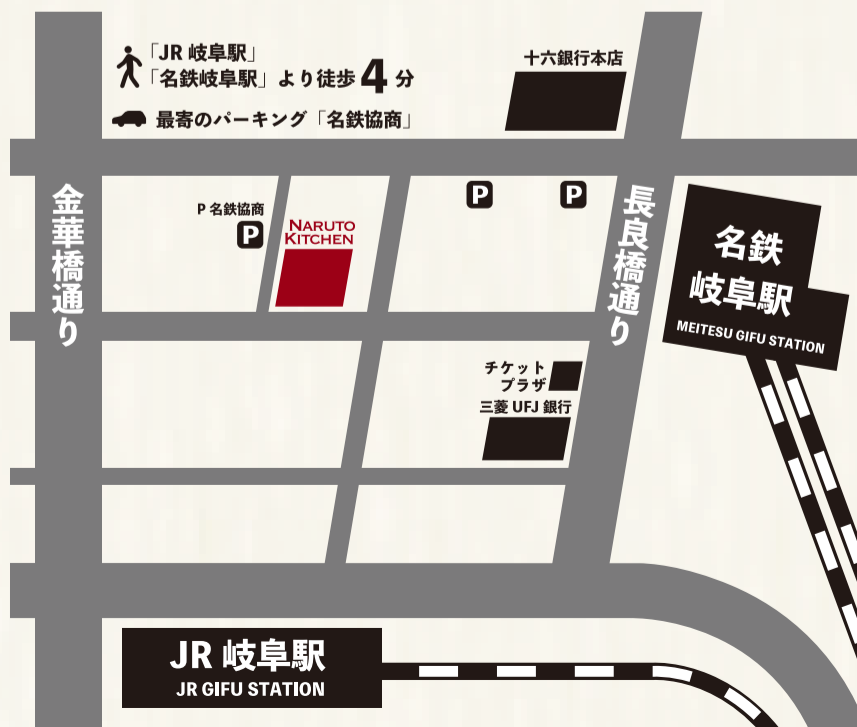 「JR 岐阜駅」
「名鉄岐阜駅」より徒歩 4 分
最寄のパーキング「名鉄協商」
十六銀行本店
金華橋通り
P 名鉄協商
P
NARUTO
KITCHEN
P
P
長良橋通り
名鉄
岐阜駅
MEITESU GIFU STATION
チケット
プラザ
三菱 UFJ 銀行
JR 岐阜駅
JR GIFU STATION